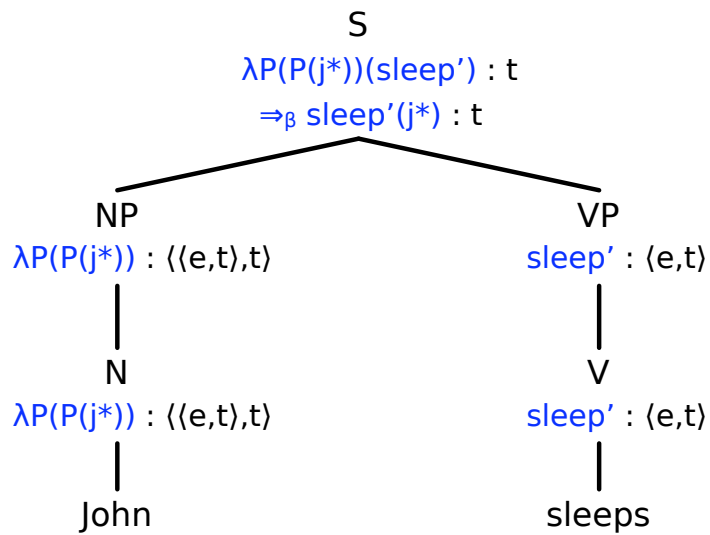 S
λP(P(j*))(sleep’) : t
⇒β sleep’(j*) : t
NP VP
λP(P(j*)) : ⟨⟨e,t⟩,t⟩ sleep’ : ⟨e,t⟩
N V
λP(P(j*)) : ⟨⟨e,t⟩,t⟩ sleep’ : ⟨e,t⟩
John sleeps